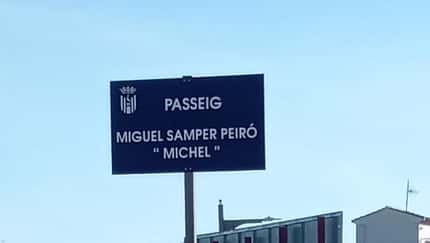 PASSEIG
MIGUEL SAMPER PEIRÓ
" MICHEL "